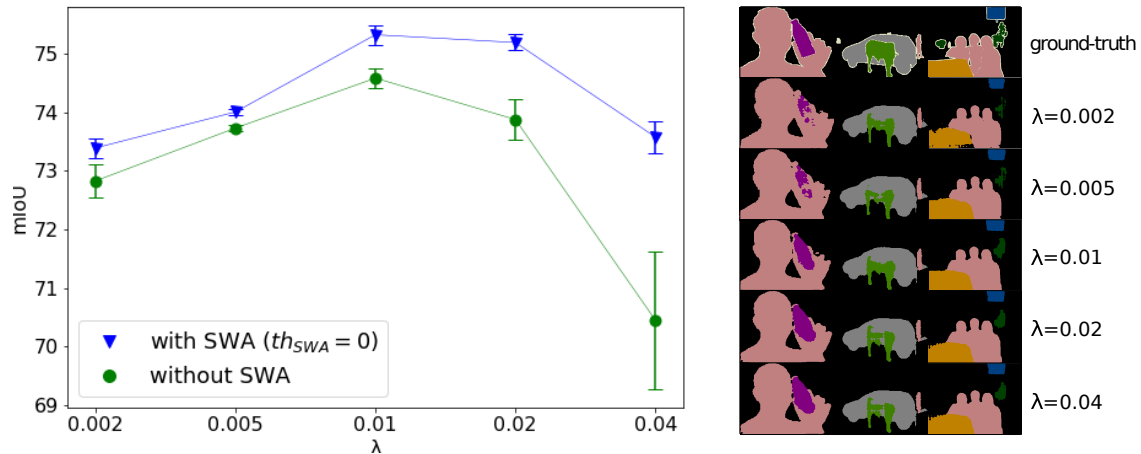 75
74
73
72
71
70
69
mIoU
with SWA (th_SWA = 0)
without SWA
0.002 0.005 0.01 0.02 0.04
λ
ground-truth
λ=0.002
λ=0.005
λ=0.01
λ=0.02
λ=0.04